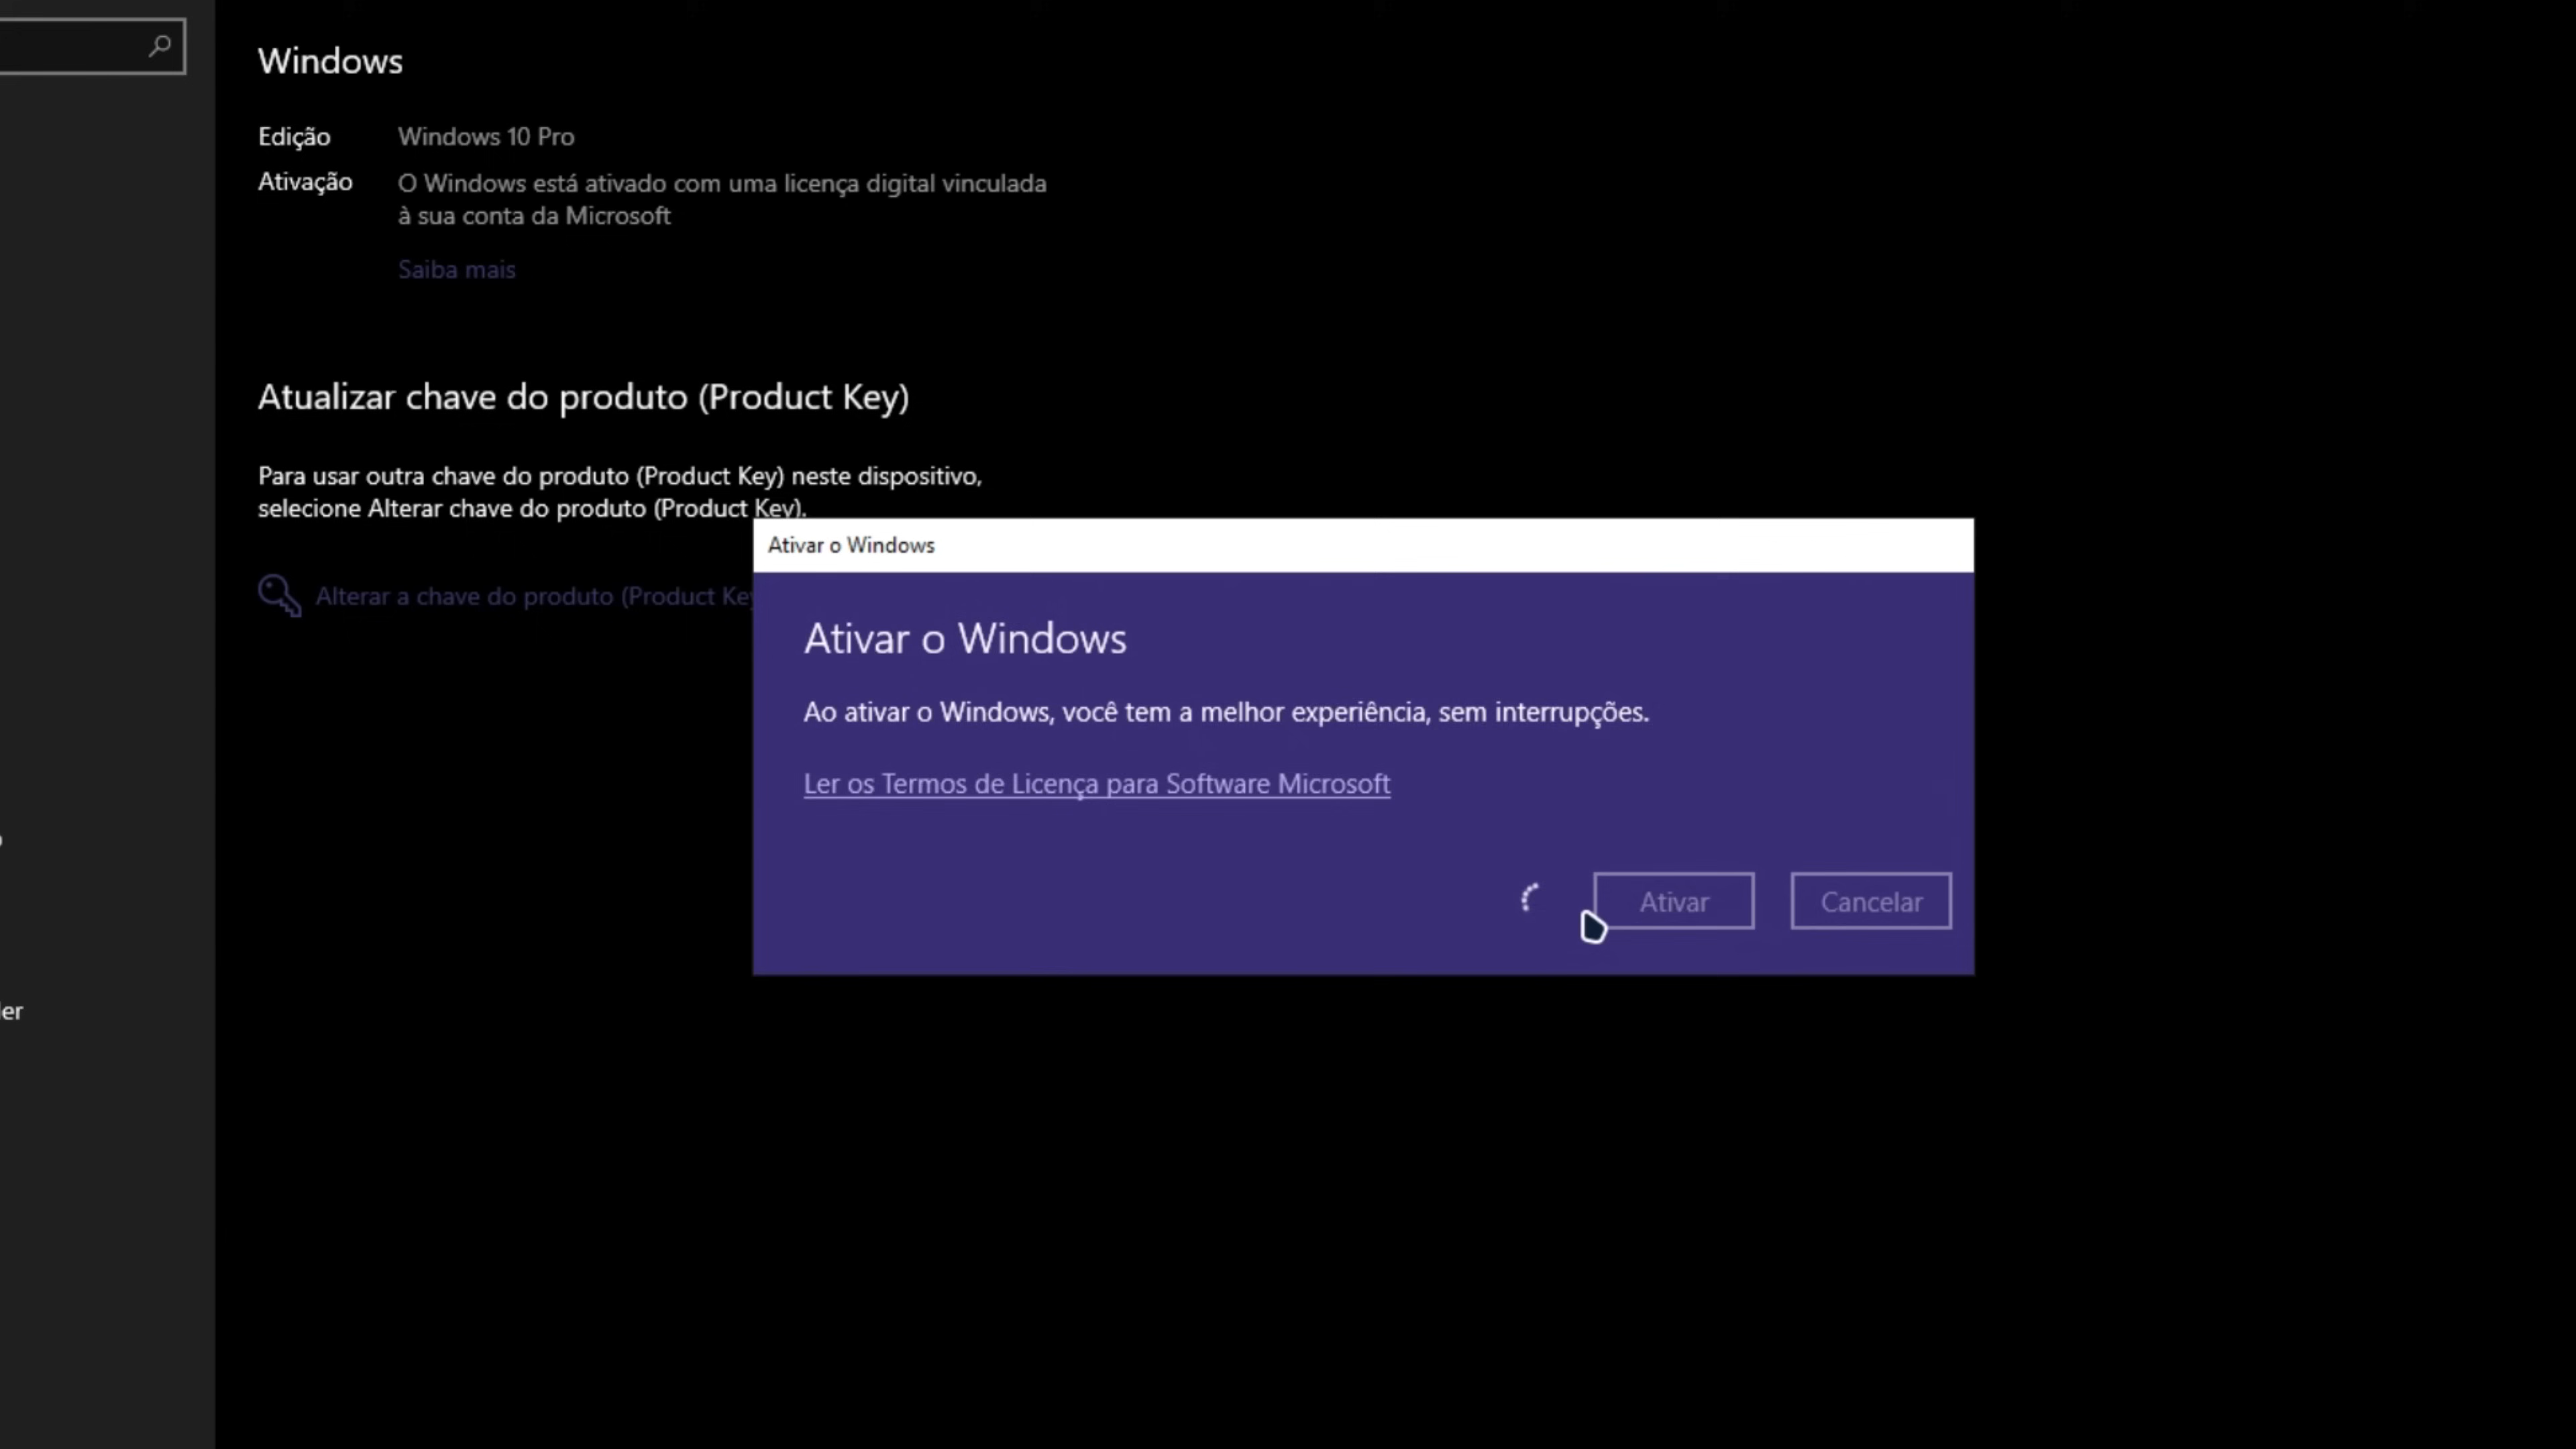 Windows
Edição Windows 10 Pro
Ativação O Windows está ativado com uma licença digital vinculada
à sua conta da Microsoft
Saiba mais
Atualizar chave do produto (Product Key)
Para usar outra chave do produto (Product Key) neste dispositivo,
selecione Alterar chave do produto (Product Key).
Alterar a chave do produto (Product Key
Ativar o Windows
Ativar o Windows
Ao ativar o Windows, você tem a melhor experiência, sem interrupções.
Ler os Termos de Licença para Software Microsoft
Ativar Cancelar
er